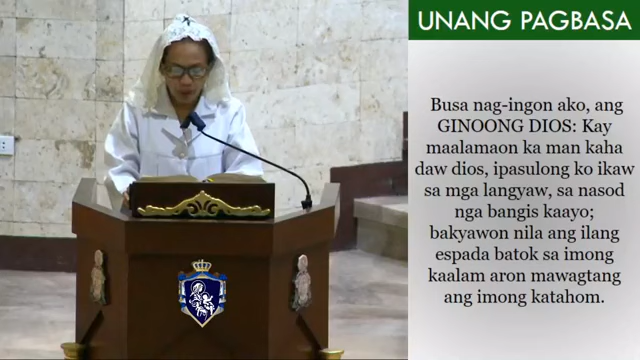 UNANG PAGBASA
Busa nag-ingon ako, ang
GINOONG DIOS: Kay
maalamaon ka man kaha
daw dios, ipasulong ko ikaw
sa mga langyaw, sa nasod
nga bangis kaayo;
bakyawon nila ang ilang
espada batok sa imong
kaalam aron mawagtang
ang imong katahom.